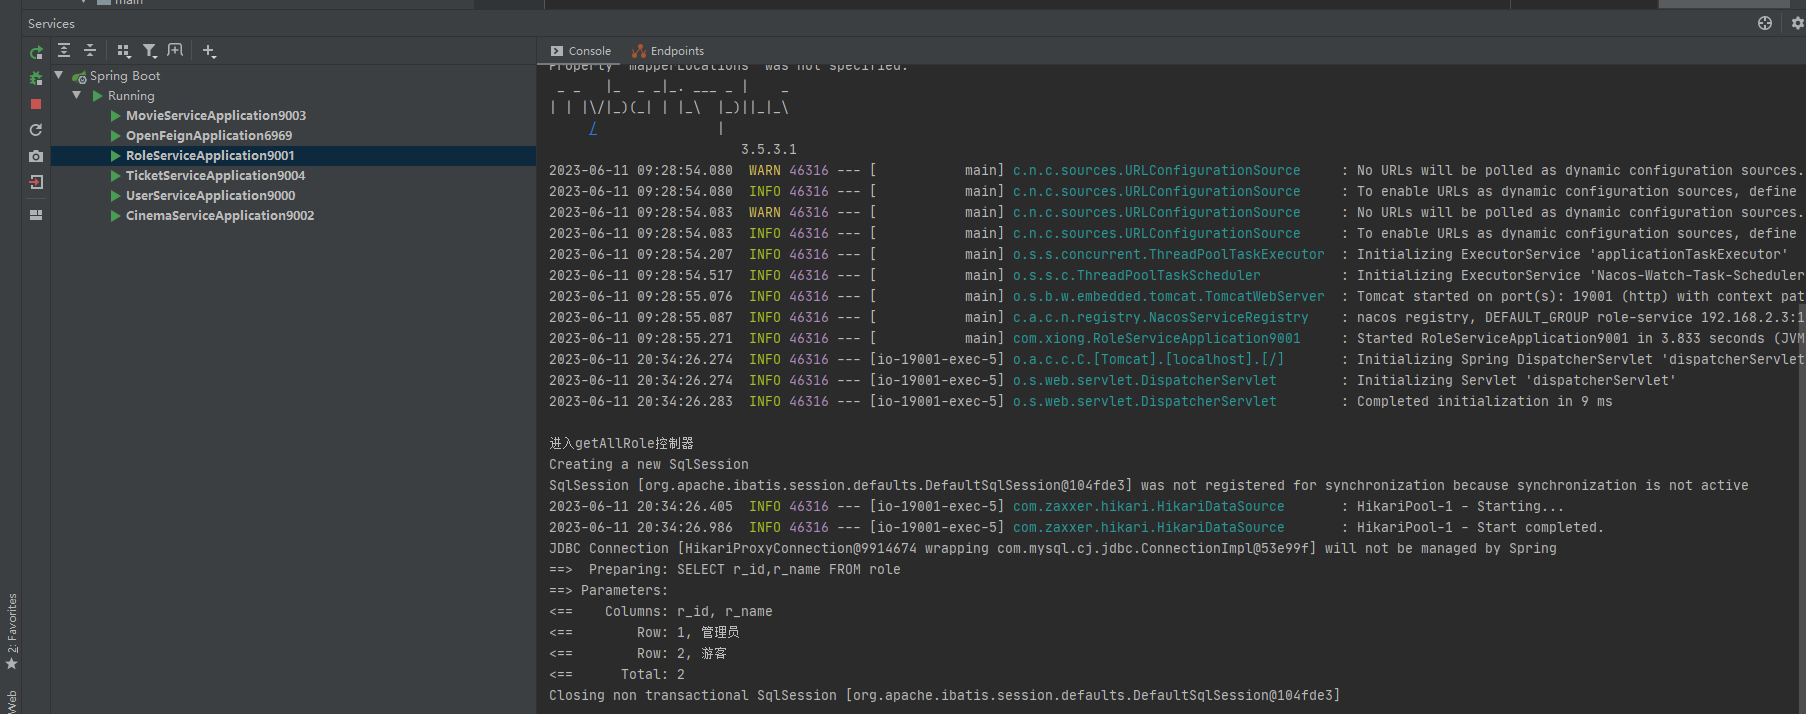 main
Services
Console
Endpoints
Spring Boot
Running
MovieServiceApplication9003
OpenFeignApplication6969
RoleServiceApplication9001
TicketServiceApplication9004
UserServiceApplication9000
CinemaServiceApplication9002
2: Favorites
Web
Property 'mapperLocations' was not specified.
 _ _   |_  _ _|_. ___ _ |    _
| | |\/|_)(_| | |_\  |_)||_|_\
     /               |
3.5.3.1
2023-06-11 09:28:54.080  WARN 46316 --- [           main] c.n.c.sources.URLConfigurationSource     : No URLs will be polled as dynamic configuration sources.
2023-06-11 09:28:54.080  INFO 46316 --- [           main] c.n.c.sources.URLConfigurationSource     : To enable URLs as dynamic configuration sources, define
2023-06-11 09:28:54.083  WARN 46316 --- [           main] c.n.c.sources.URLConfigurationSource     : No URLs will be polled as dynamic configuration sources.
2023-06-11 09:28:54.083  INFO 46316 --- [           main] c.n.c.sources.URLConfigurationSource     : To enable URLs as dynamic configuration sources, define
2023-06-11 09:28:54.207  INFO 46316 --- [           main] o.s.s.concurrent.ThreadPoolTaskExecutor  : Initializing ExecutorService 'applicationTaskExecutor'
2023-06-11 09:28:54.517  INFO 46316 --- [           main] o.s.s.c.ThreadPoolTaskScheduler          : Initializing ExecutorService 'Nacos-Watch-Task-Scheduler
2023-06-11 09:28:55.076  INFO 46316 --- [           main] o.s.b.w.embedded.tomcat.TomcatWebServer  : Tomcat started on port(s): 19001 (http) with context pat
2023-06-11 09:28:55.087  INFO 46316 --- [           main] c.a.c.n.registry.NacosServiceRegistry    : nacos registry, DEFAULT_GROUP role-service 192.168.2.3:1
2023-06-11 09:28:55.271  INFO 46316 --- [           main] com.xiong.RoleServiceApplication9001     : Started RoleServiceApplication9001 in 3.833 seconds (JVM
2023-06-11 20:34:26.274  INFO 46316 --- [io-19001-exec-5] o.a.c.c.C.[Tomcat].[localhost].[/]       : Initializing Spring DispatcherServlet 'dispatcherServlet
2023-06-11 20:34:26.274  INFO 46316 --- [io-19001-exec-5] o.s.web.servlet.DispatcherServlet        : Initializing Servlet 'dispatcherServlet'
2023-06-11 20:34:26.283  INFO 46316 --- [io-19001-exec-5] o.s.web.servlet.DispatcherServlet        : Completed initialization in 9 ms
进入getAllRole控制器
Creating a new SqlSession
SqlSession [org.apache.ibatis.session.defaults.DefaultSqlSession@104fde3] was not registered for synchronization because synchronization is not active
2023-06-11 20:34:26.405  INFO 46316 --- [io-19001-exec-5] com.zaxxer.hikari.HikariDataSource       : HikariPool-1 - Starting...
2023-06-11 20:34:26.986  INFO 46316 --- [io-19001-exec-5] com.zaxxer.hikari.HikariDataSource       : HikariPool-1 - Start completed.
JDBC Connection [HikariProxyConnection@9914674 wrapping com.mysql.cj.jdbc.ConnectionImpl@53e99f] will not be managed by Spring
==>  Preparing: SELECT r_id,r_name FROM role
==> Parameters:
<==    Columns: r_id, r_name
<==        Row: 1, 管理员
<==        Row: 2, 游客
<==      Total: 2
Closing non transactional SqlSession [org.apache.ibatis.session.defaults.DefaultSqlSession@104fde3]